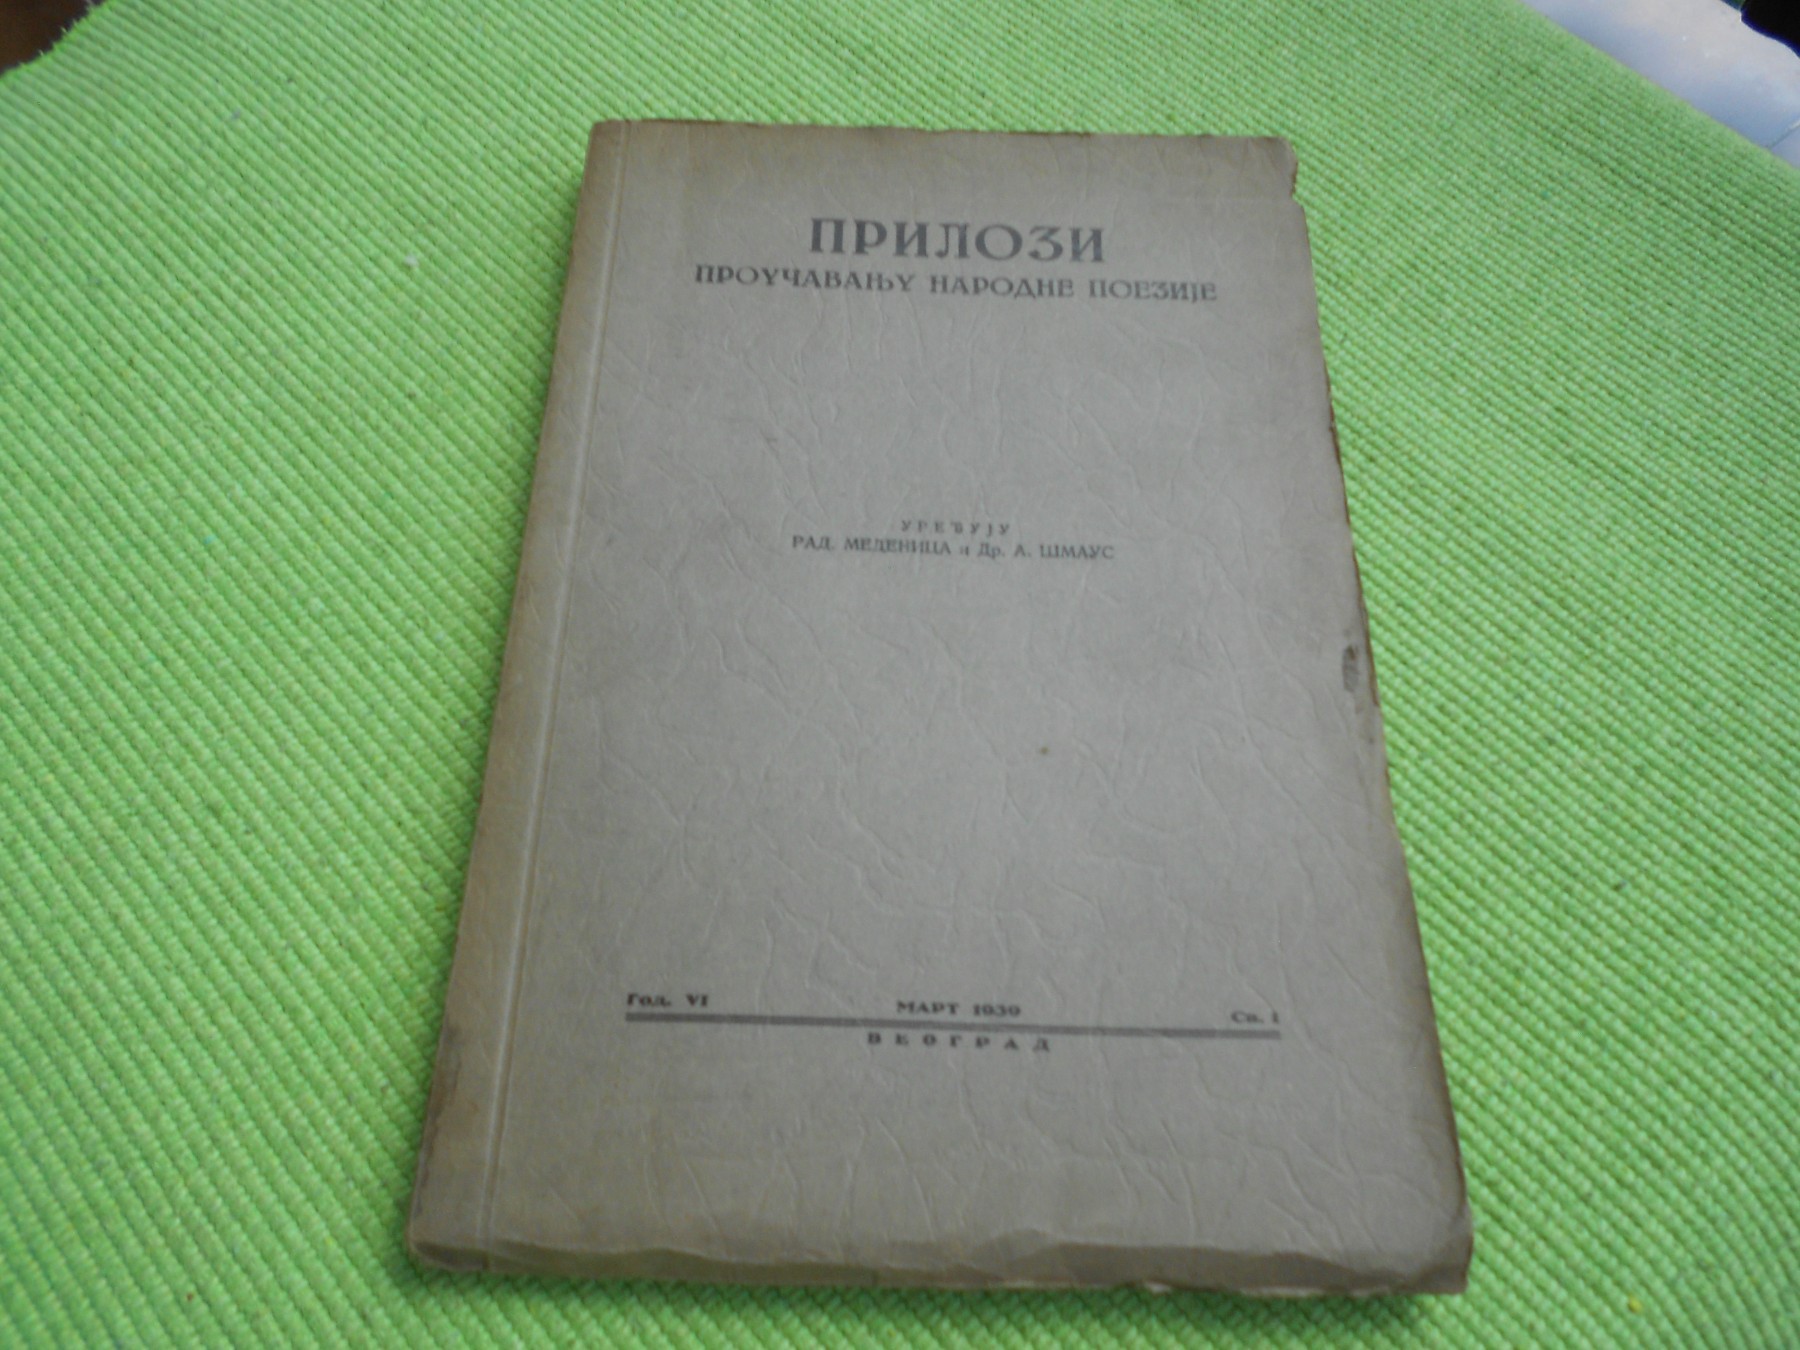 ПРИЛОЗИ
ПРОУЧАВАЊУ НАРОДНЕ ПОЕЗИЈЕ
УРЕЂУЈУ
РАД. МЕДЕНИЦА и Др. А. ШМАУС
Год. VI МАРТ 1939 Св. 1
БЕОГРАД